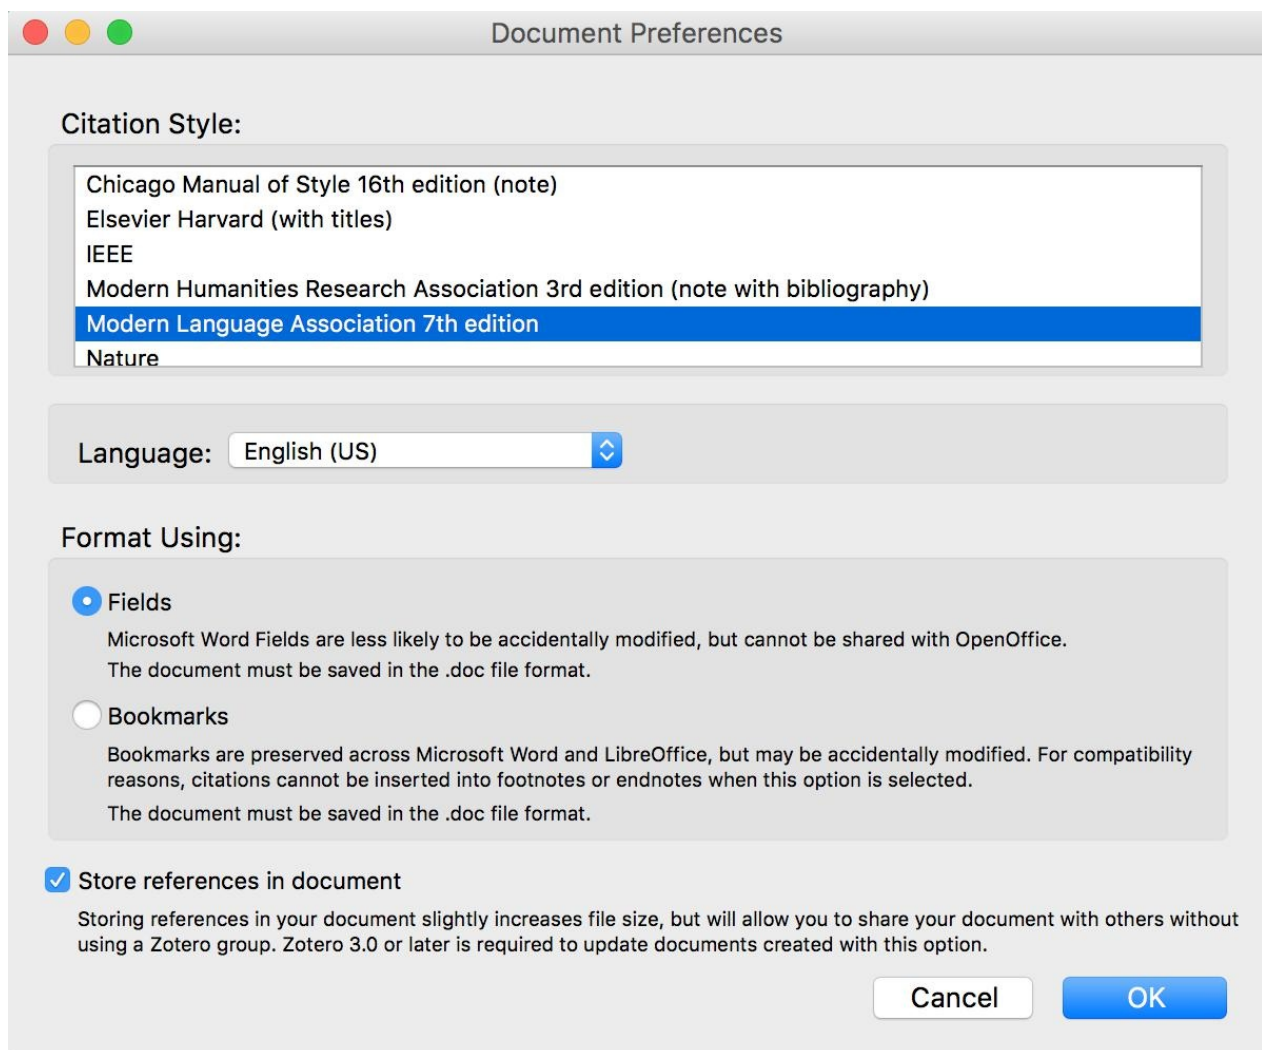 Document Preferences
Citation Style:
Chicago Manual of Style 16th edition (note)
Elsevier Harvard (with titles)
IEEE
Modern Humanities Research Association 3rd edition (note with bibliography)
Modern Language Association 7th edition
Nature
Language: English (US)
Format Using:
Fields
Microsoft Word Fields are less likely to be accidentally modified, but cannot be shared with OpenOffice.
The document must be saved in the .doc file format.
Bookmarks
Bookmarks are preserved across Microsoft Word and LibreOffice, but may be accidentally modified. For compatibility
reasons, citations cannot be inserted into footnotes or endnotes when this option is selected.
The document must be saved in the .doc file format.
Store references in document
Storing references in your document slightly increases file size, but will allow you to share your document with others without
using a Zotero group. Zotero 3.0 or later is required to update documents created with this option.
Cancel OK